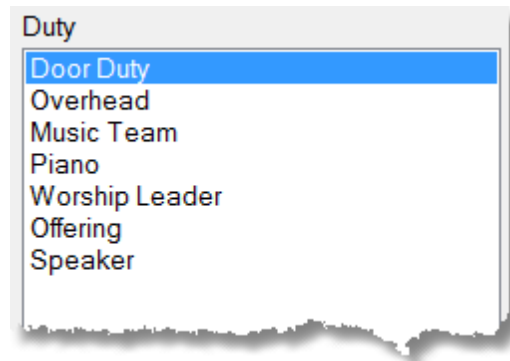 Duty
Door Duty
Overhead
Music Team
Piano
Worship Leader
Offering
Speaker